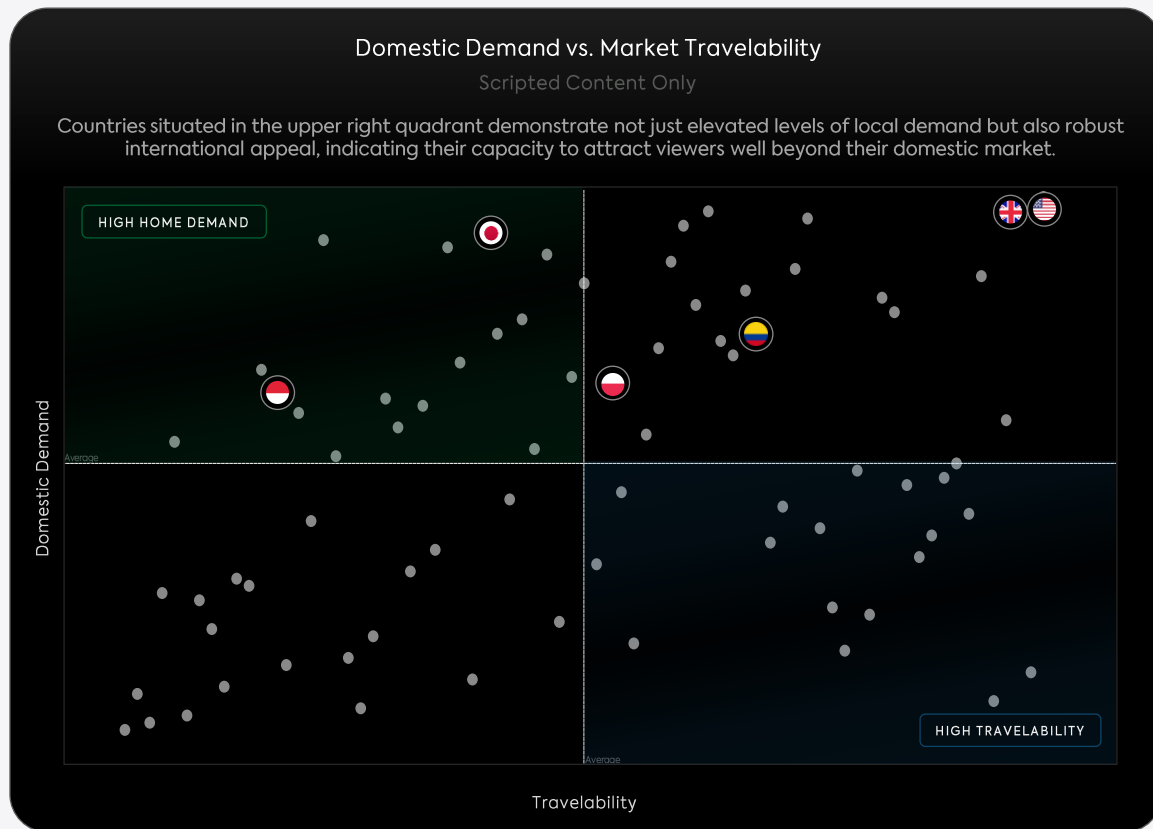 Domestic Demand vs. Market Travelability
Scripted Content Only
Countries situated in the upper right quadrant demonstrate not just elevated levels of local demand but also robust
international appeal, indicating their capacity to attract viewers well beyond their domestic market.
HIGH HOME DEMAND
Domestic Demand
Average
HIGH TRAVELABILITY
Average
Travelability